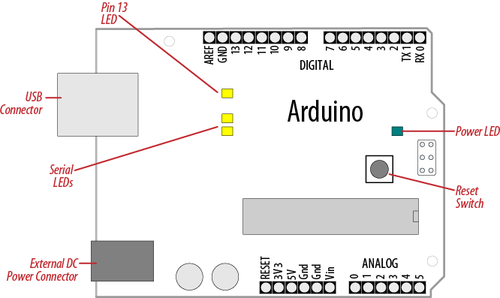 Pin 13
LED
AREF
GND
13
12
11
10
9
8
7
6
5
4
3
2
TX 1
RX 0
DIGITAL
USB
Connector
Arduino
Power LED
Serial
LEDs
Reset
Switch
External DC
Power Connector
RESET
3V3
5V
Gnd
Gnd
Vin
ANALOG
0
1
2
3
4
5